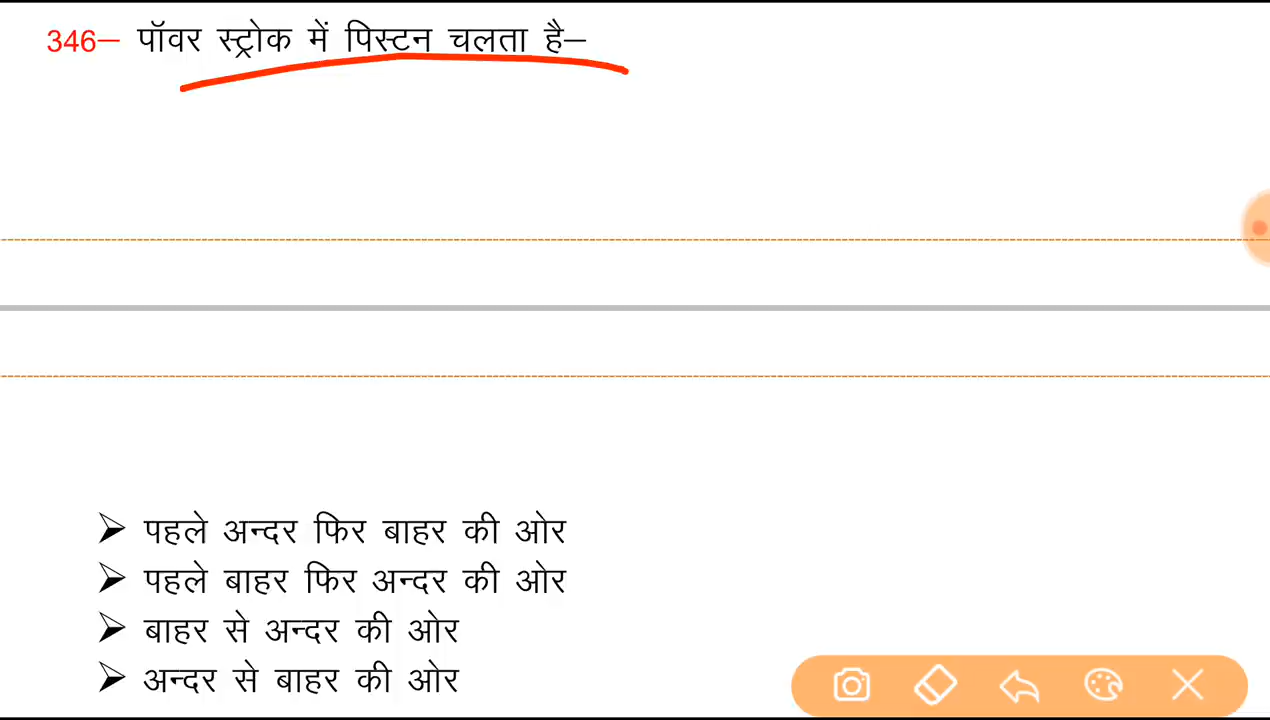 346– पॉवर स्ट्रोक में पिस्टन चलता है–
➢ पहले अन्दर फिर बाहर की ओर
➢ पहले बाहर फिर अन्दर की ओर
➢ बाहर से अन्दर की ओर
➢ अन्दर से बाहर की ओर